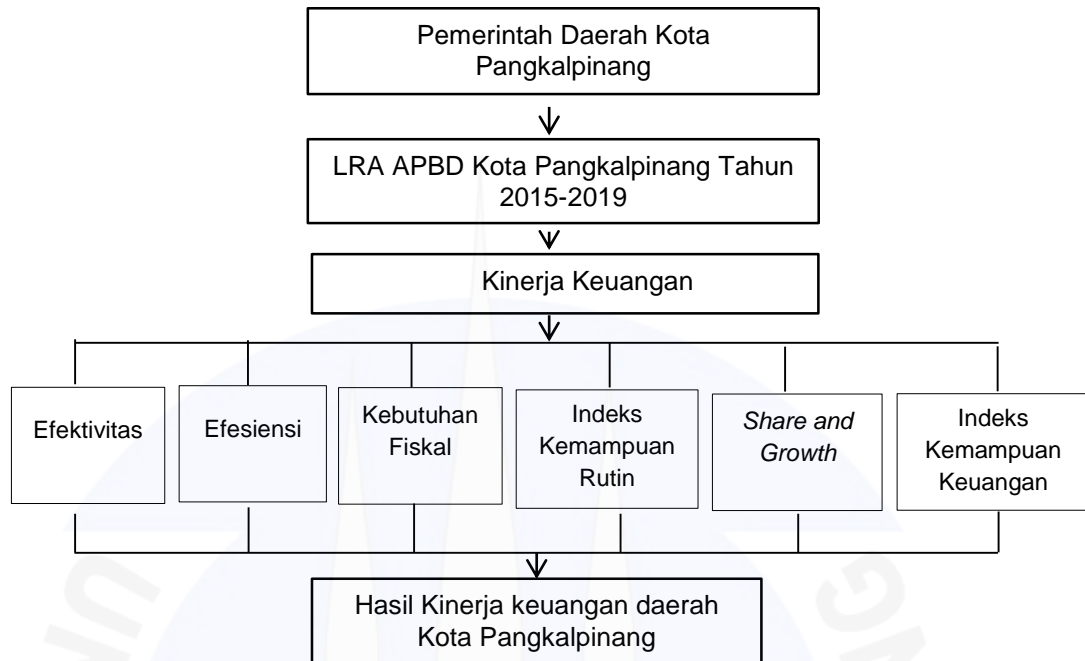 Pemerintah Daerah Kota
Pangkalpinang
LRA APBD Kota Pangkalpinang Tahun
2015-2019
Kinerja Keuangan
Efektivitas
Efesiensi
Kebutuhan
Fiskal
Indeks
Kemampuan
Rutin
Share and
Growth
Indeks
Kemampuan
Keuangan
Hasil Kinerja keuangan daerah
Kota Pangkalpinang